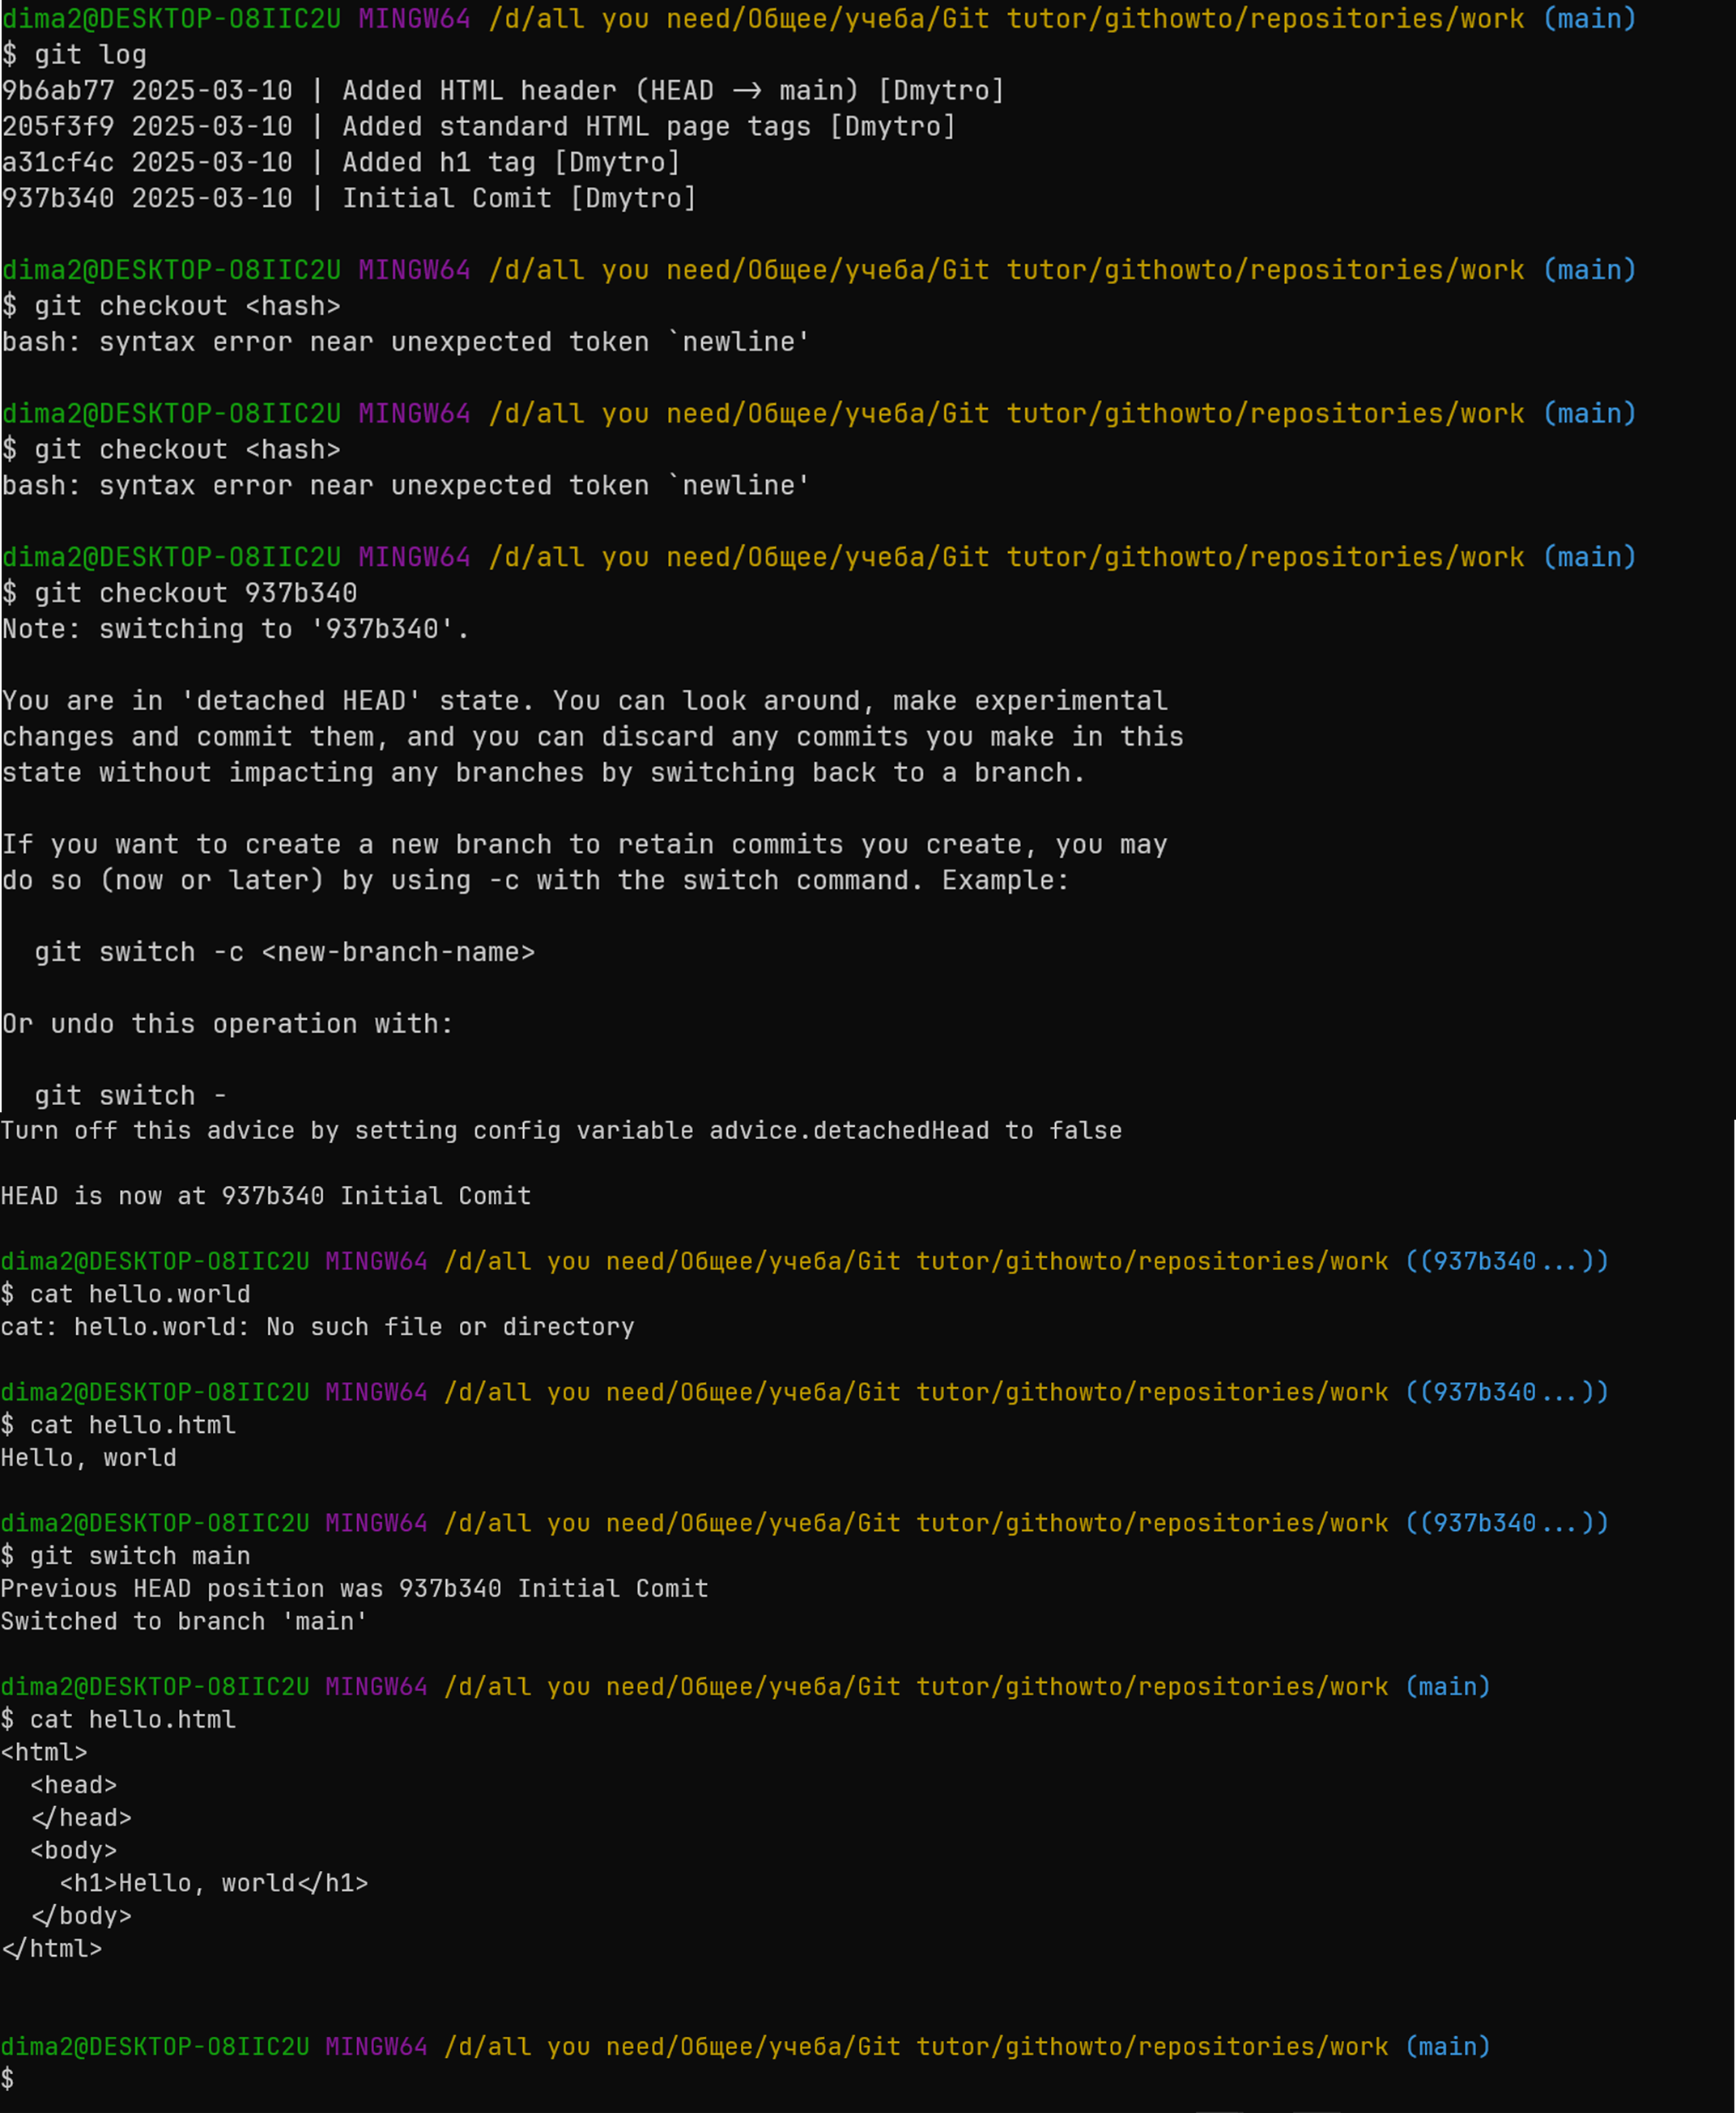 dima2@DESKTOP-O8IIC2U MINGW64 /d/all you need/Общее/учеба/Git tutor/githowto/repositories/work (main)
$ git log
9b6ab77 2025-03-10 | Added HTML header (HEAD -> main) [Dmytro]
205f3f9 2025-03-10 | Added standard HTML page tags [Dmytro]
a31cf4c 2025-03-10 | Added h1 tag [Dmytro]
937b340 2025-03-10 | Initial Comit [Dmytro]
dima2@DESKTOP-O8IIC2U MINGW64 /d/all you need/Общее/учеба/Git tutor/githowto/repositories/work (main)
$ git checkout <hash>
bash: syntax error near unexpected token `newline'
dima2@DESKTOP-O8IIC2U MINGW64 /d/all you need/Общее/учеба/Git tutor/githowto/repositories/work (main)
$ git checkout <hash>
bash: syntax error near unexpected token `newline'
dima2@DESKTOP-O8IIC2U MINGW64 /d/all you need/Общее/учеба/Git tutor/githowto/repositories/work (main)
$ git checkout 937b340
Note: switching to '937b340'.
You are in 'detached HEAD' state. You can look around, make experimental
changes and commit them, and you can discard any commits you make in this
state without impacting any branches by switching back to a branch.
If you want to create a new branch to retain commits you create, you may
do so (now or later) by using -c with the switch command. Example:
  git switch -c <new-branch-name>
Or undo this operation with:
  git switch -
Turn off this advice by setting config variable advice.detachedHead to false
HEAD is now at 937b340 Initial Comit
dima2@DESKTOP-O8IIC2U MINGW64 /d/all you need/Общее/учеба/Git tutor/githowto/repositories/work ((937b340...))
$ cat hello.world
cat: hello.world: No such file or directory
dima2@DESKTOP-O8IIC2U MINGW64 /d/all you need/Общее/учеба/Git tutor/githowto/repositories/work ((937b340...))
$ cat hello.html
Hello, world
dima2@DESKTOP-O8IIC2U MINGW64 /d/all you need/Общее/учеба/Git tutor/githowto/repositories/work ((937b340...))
$ git switch main
Previous HEAD position was 937b340 Initial Comit
Switched to branch 'main'
dima2@DESKTOP-O8IIC2U MINGW64 /d/all you need/Общее/учеба/Git tutor/githowto/repositories/work (main)
$ cat hello.html
<html>
  <head>
  </head>
  <body>
    <h1>Hello, world</h1>
  </body>
</html>
dima2@DESKTOP-O8IIC2U MINGW64 /d/all you need/Общее/учеба/Git tutor/githowto/repositories/work (main)
$